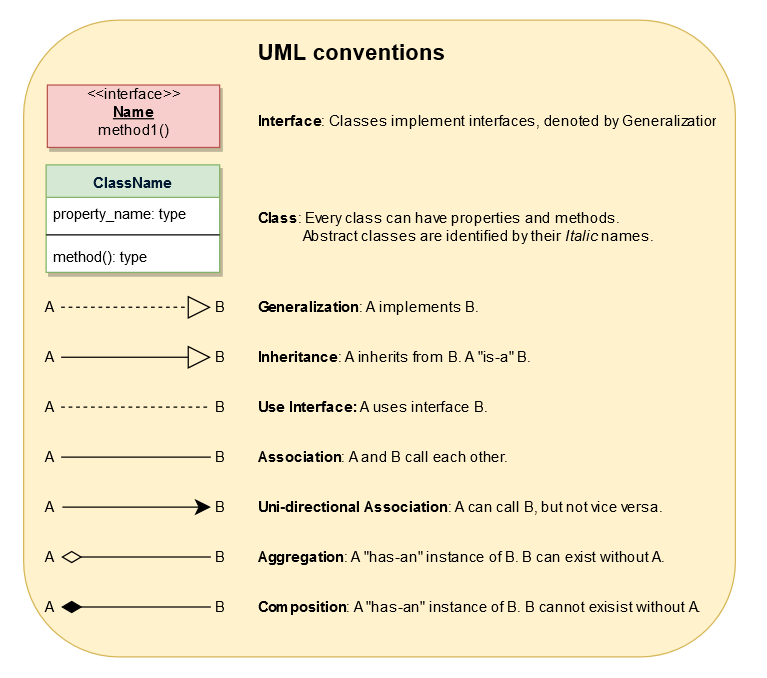 UML conventions
<<interface>>
Name
method1()
Interface: Classes implement interfaces, denoted by Generalization
ClassName
property_name: type
method(): type
Class: Every class can have properties and methods.
Abstract classes are identified by their Italic names.
A B Generalization: A implements B.
A B Inheritance: A inherits from B. A "is-a" B.
A B Use Interface: A uses interface B.
A B Association: A and B call each other.
A B Uni-directional Association: A can call B, but not vice versa.
A B Aggregation: A "has-an" instance of B. B can exist without A.
A B Composition: A "has-an" instance of B. B cannot exisist without A.